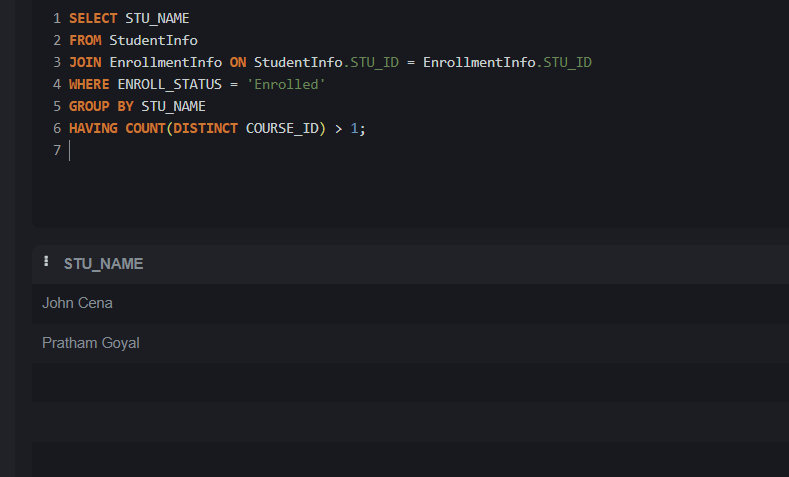 1 SELECT STU_NAME
2 FROM StudentInfo
3 JOIN EnrollmentInfo ON StudentInfo.STU_ID = EnrollmentInfo.STU_ID
4 WHERE ENROLL_STATUS = 'Enrolled'
5 GROUP BY STU_NAME
6 HAVING COUNT(DISTINCT COURSE_ID) > 1;
7
STU_NAME
John Cena
Pratham Goyal